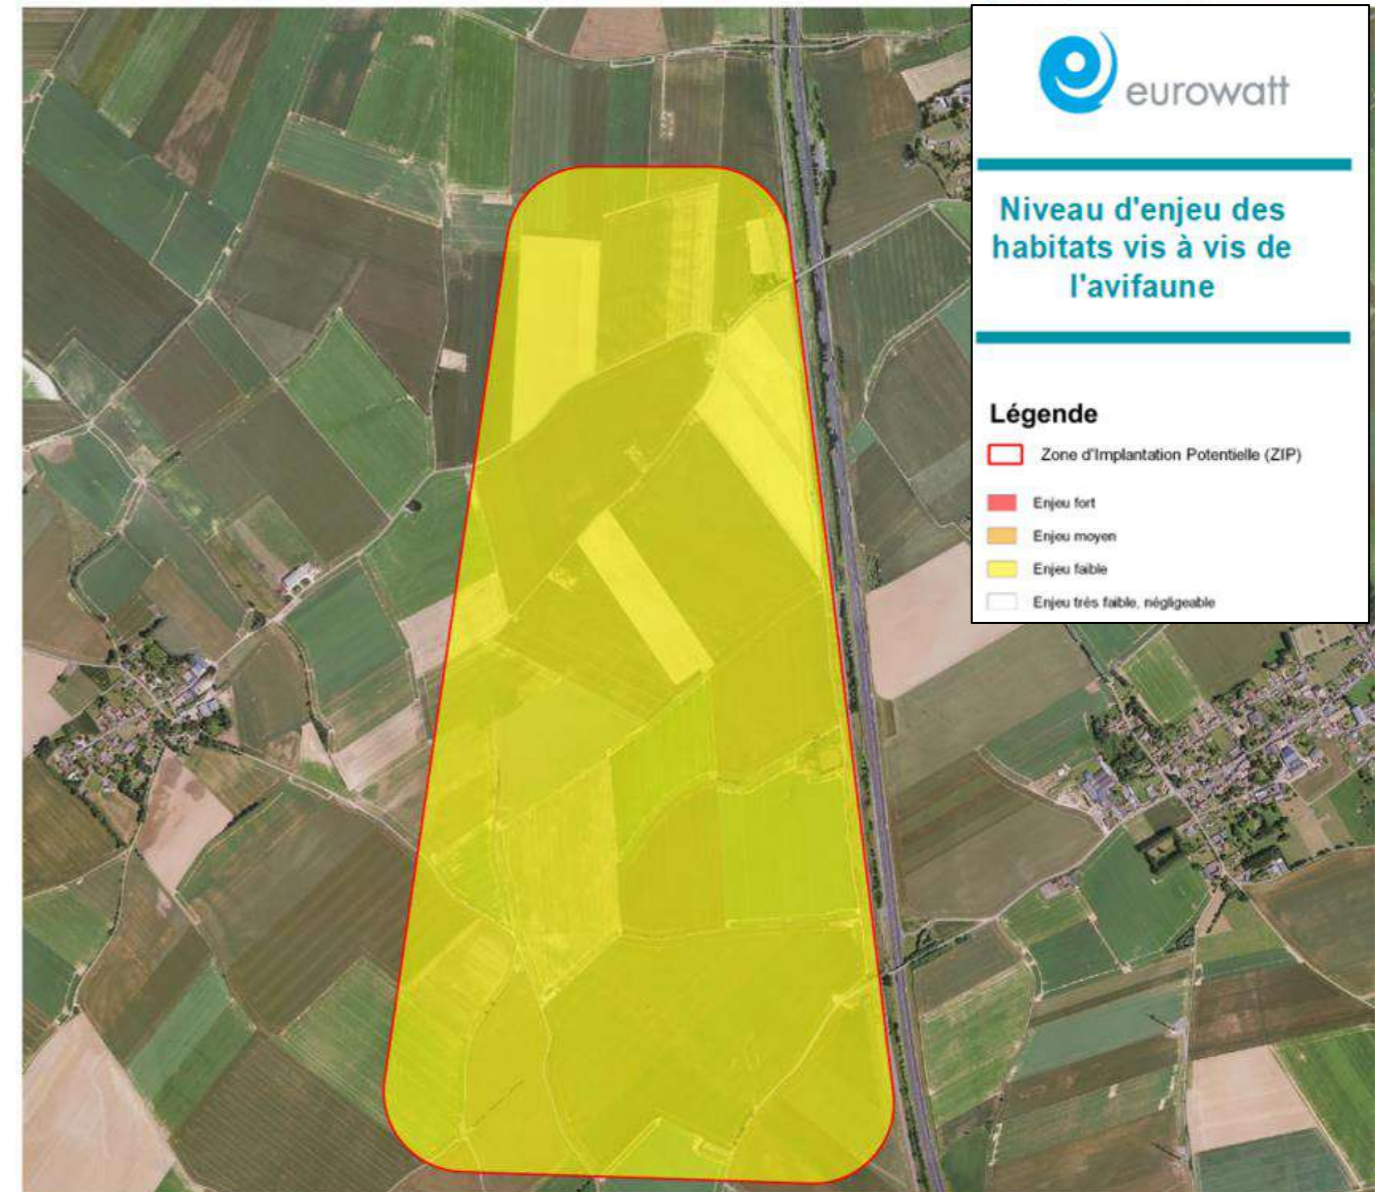 eurowatt
Niveau d'enjeu des
habitats vis à vis de
l'avifaune
Légende
Zone d'Implantation Potentielle (ZIP)
Enjeu fort
Enjeu moyen
Enjeu faible
Enjeu très faible, négligeable